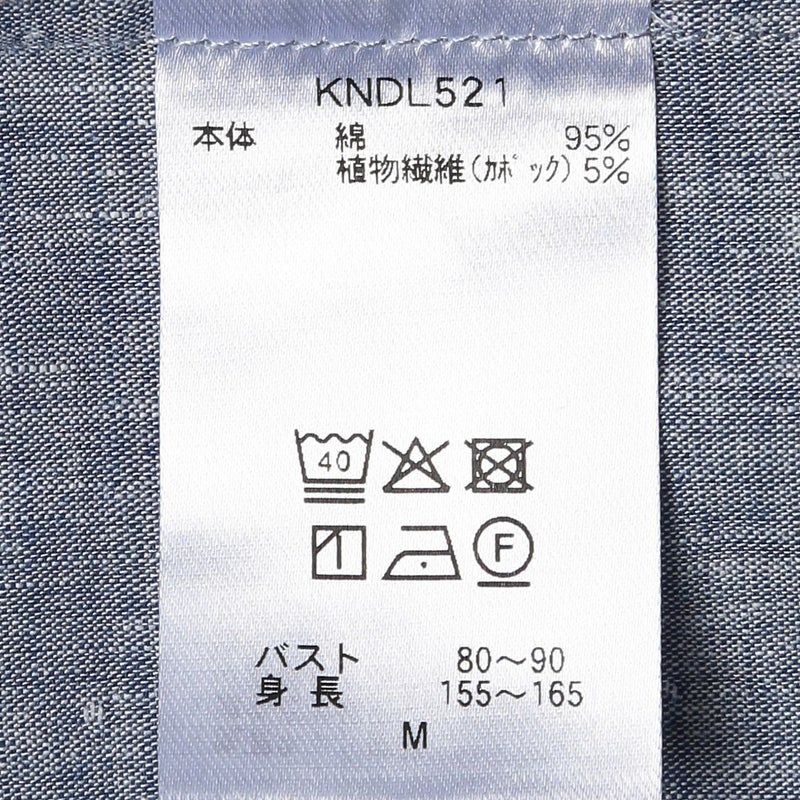 KNDL521
本体 綿 95%
植物繊維(カポック) 5%
40
F
バスト 80〜90
身長 155〜165
M